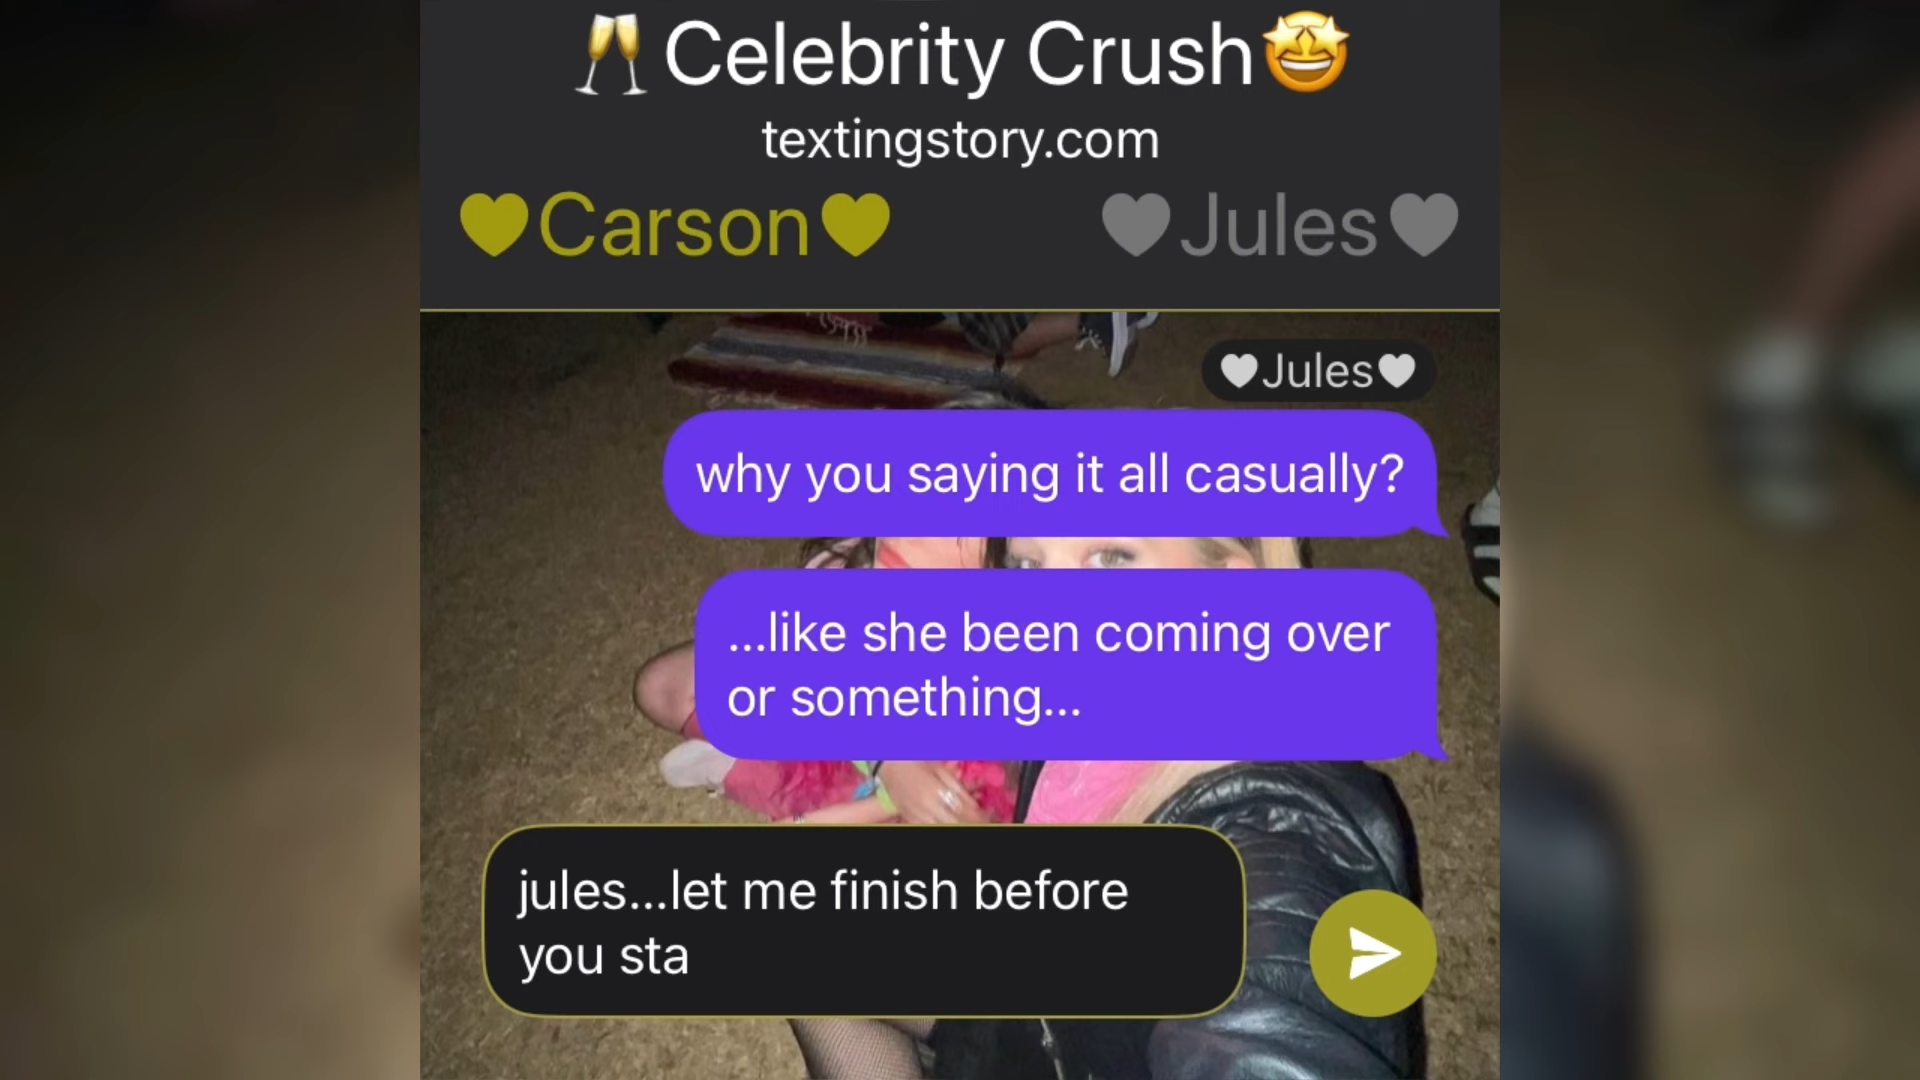 🥂Celebrity Crush🤩
textingstory.com
♥Carson♥ ♥Jules♥
♥Jules♥
why you saying it all casually?
...like she been coming over
or something...
jules...let me finish before
you sta